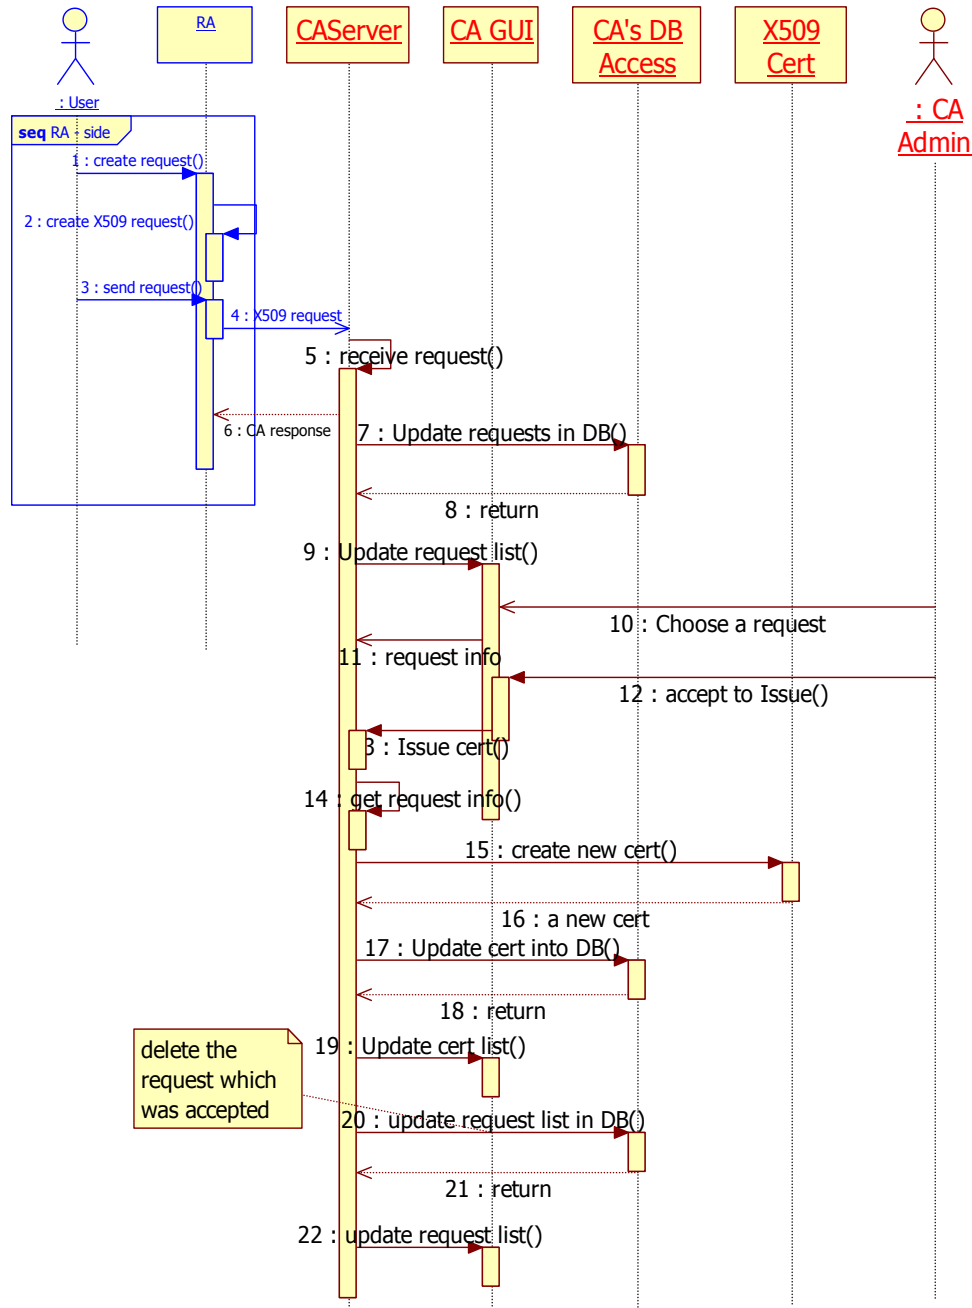 RA
CAServer
CA GUI
CA's DB
Access
X509
Cert
: User
: CA
Admin
seq RA - side
1 : create request()
2 : create X509 request()
3 : send request()
4 : X509 request
5 : receive request()
6 : CA response
7 : Update requests in DB()
8 : return
9 : Update request list()
10 : Choose a request
11 : request info
12 : accept to Issue()
3 : Issue cert()
14 : get request info()
15 : create new cert()
16 : a new cert
17 : Update cert into DB()
18 : return
19 : Update cert list()
delete the
request which
was accepted
20 : update request list in DB()
21 : return
22 : update request list()